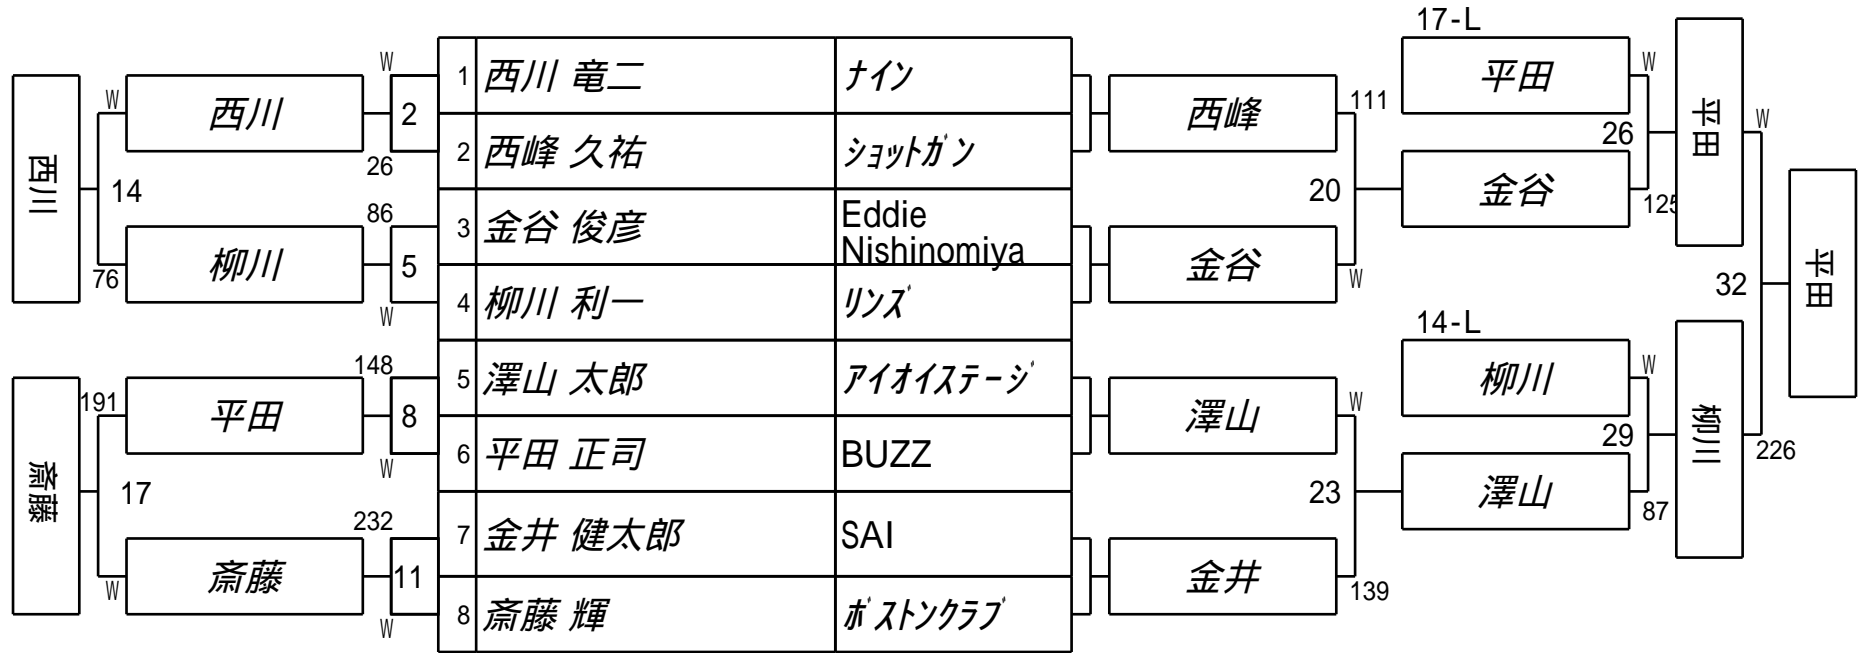 17-L
W
1 西川 竜二 ナイン
平田
W
W
西川
2
西峰
111
平田
W
26
2 西峰 久祐 ショットガン
26
西川
14
20
金谷
125
86
3 金谷 俊彦 Eddie
Nishinomiya
柳川
5
金谷
平田
76
W
32
4 柳川 利一 リンズ
W
14-L
148
5 澤山 太郎 アイオイステージ
柳川
W
191
平田
8
澤山
W
柳川
29
226
W
6 平田 正司 BUZZ
斎藤
17
23
澤山
87
232
7 金井 健太郎 SAI
斎藤
11
金井
139
W
W
8 斎藤 輝 ボストンクラブ